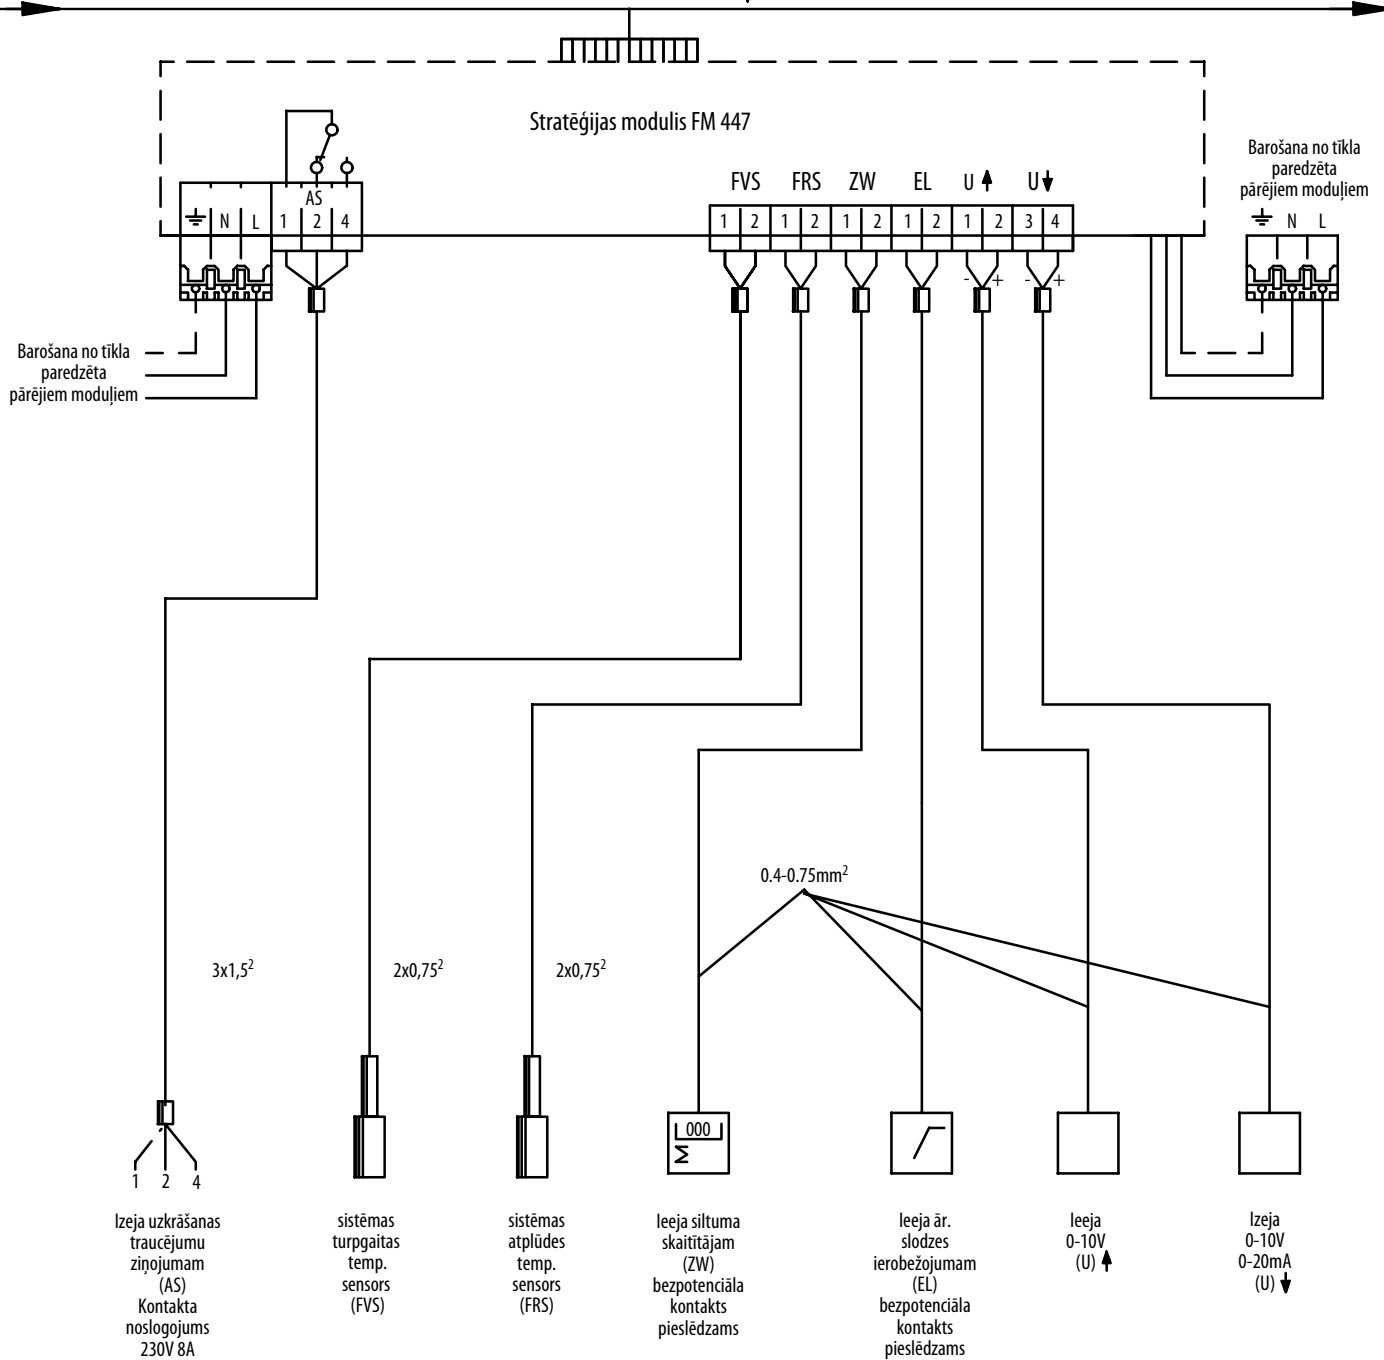 Stratēģijas modulis FM 447
Barošana no tīkla
paredzēta
pārējiem moduļiem
N L
AS
N L 1 2 4
FVS FRS ZW EL U U
1 2 1 2 1 2 1 2 1 2 3 4
- + - +
Barošana no tīkla
paredzēta
pārējiem moduļiem
0.4-0.75mm²
3x1,5²
2x0,75²
2x0,75²
1 2 4
Izeja uzkrāšanas
traucējumu
ziņojumam
(AS)
Kontakta
noslogojums
230V 8A
sistēmas
turpgaitas
temp.
sensors
(FVS)
sistēmas
atplūdes
temp.
sensors
(FRS)
000
Σ
Ieeja siltuma
skaitītājam
(ZW)
bezpotenciāla
kontakts
pieslēdzams
Ieeja ār.
slodzes
ierobežojumam
(EL)
bezpotenciāla
kontakts
pieslēdzams
Ieeja
0-10V
(U)
Izeja
0-10V
0-20mA
(U)